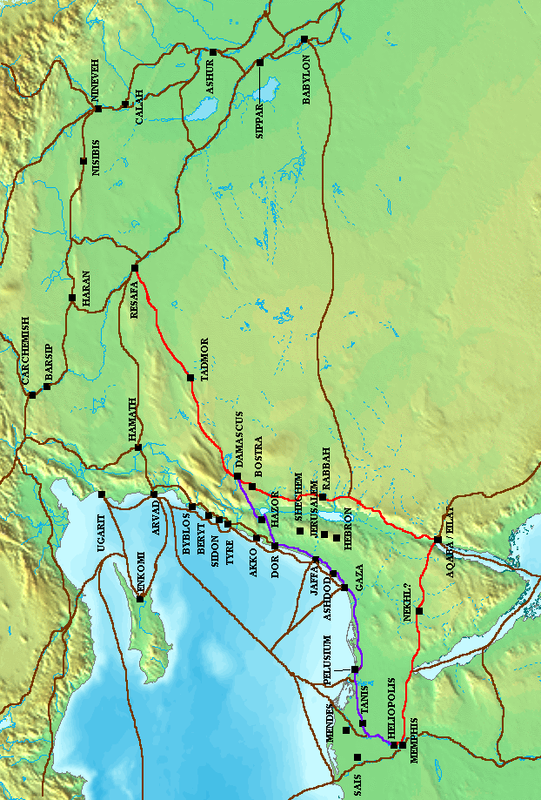 NINEVEH
CALAH
ASHUR
SIPPAR
BABYLON
NISIBIS
HARAN
RESAFA
CARCHEMISH
BARSIP
TADMOR
HAMATH
DAMASCUS
BOSTRA
UGARIT
ARVAD
BYBLOS
BERYT
SIDON
TYRE
HAZOR
SHECHEM
JERUSALEM
RABBAH
HEBRON
ENKOMI
AKKO
DOR
JAFFA
ASHDOD
GAZA
AQABA / EILAT
NEKHL?
PELUSIUM
TANIS
MENDES
HELIOPOLIS
MEMPHIS
SAIS